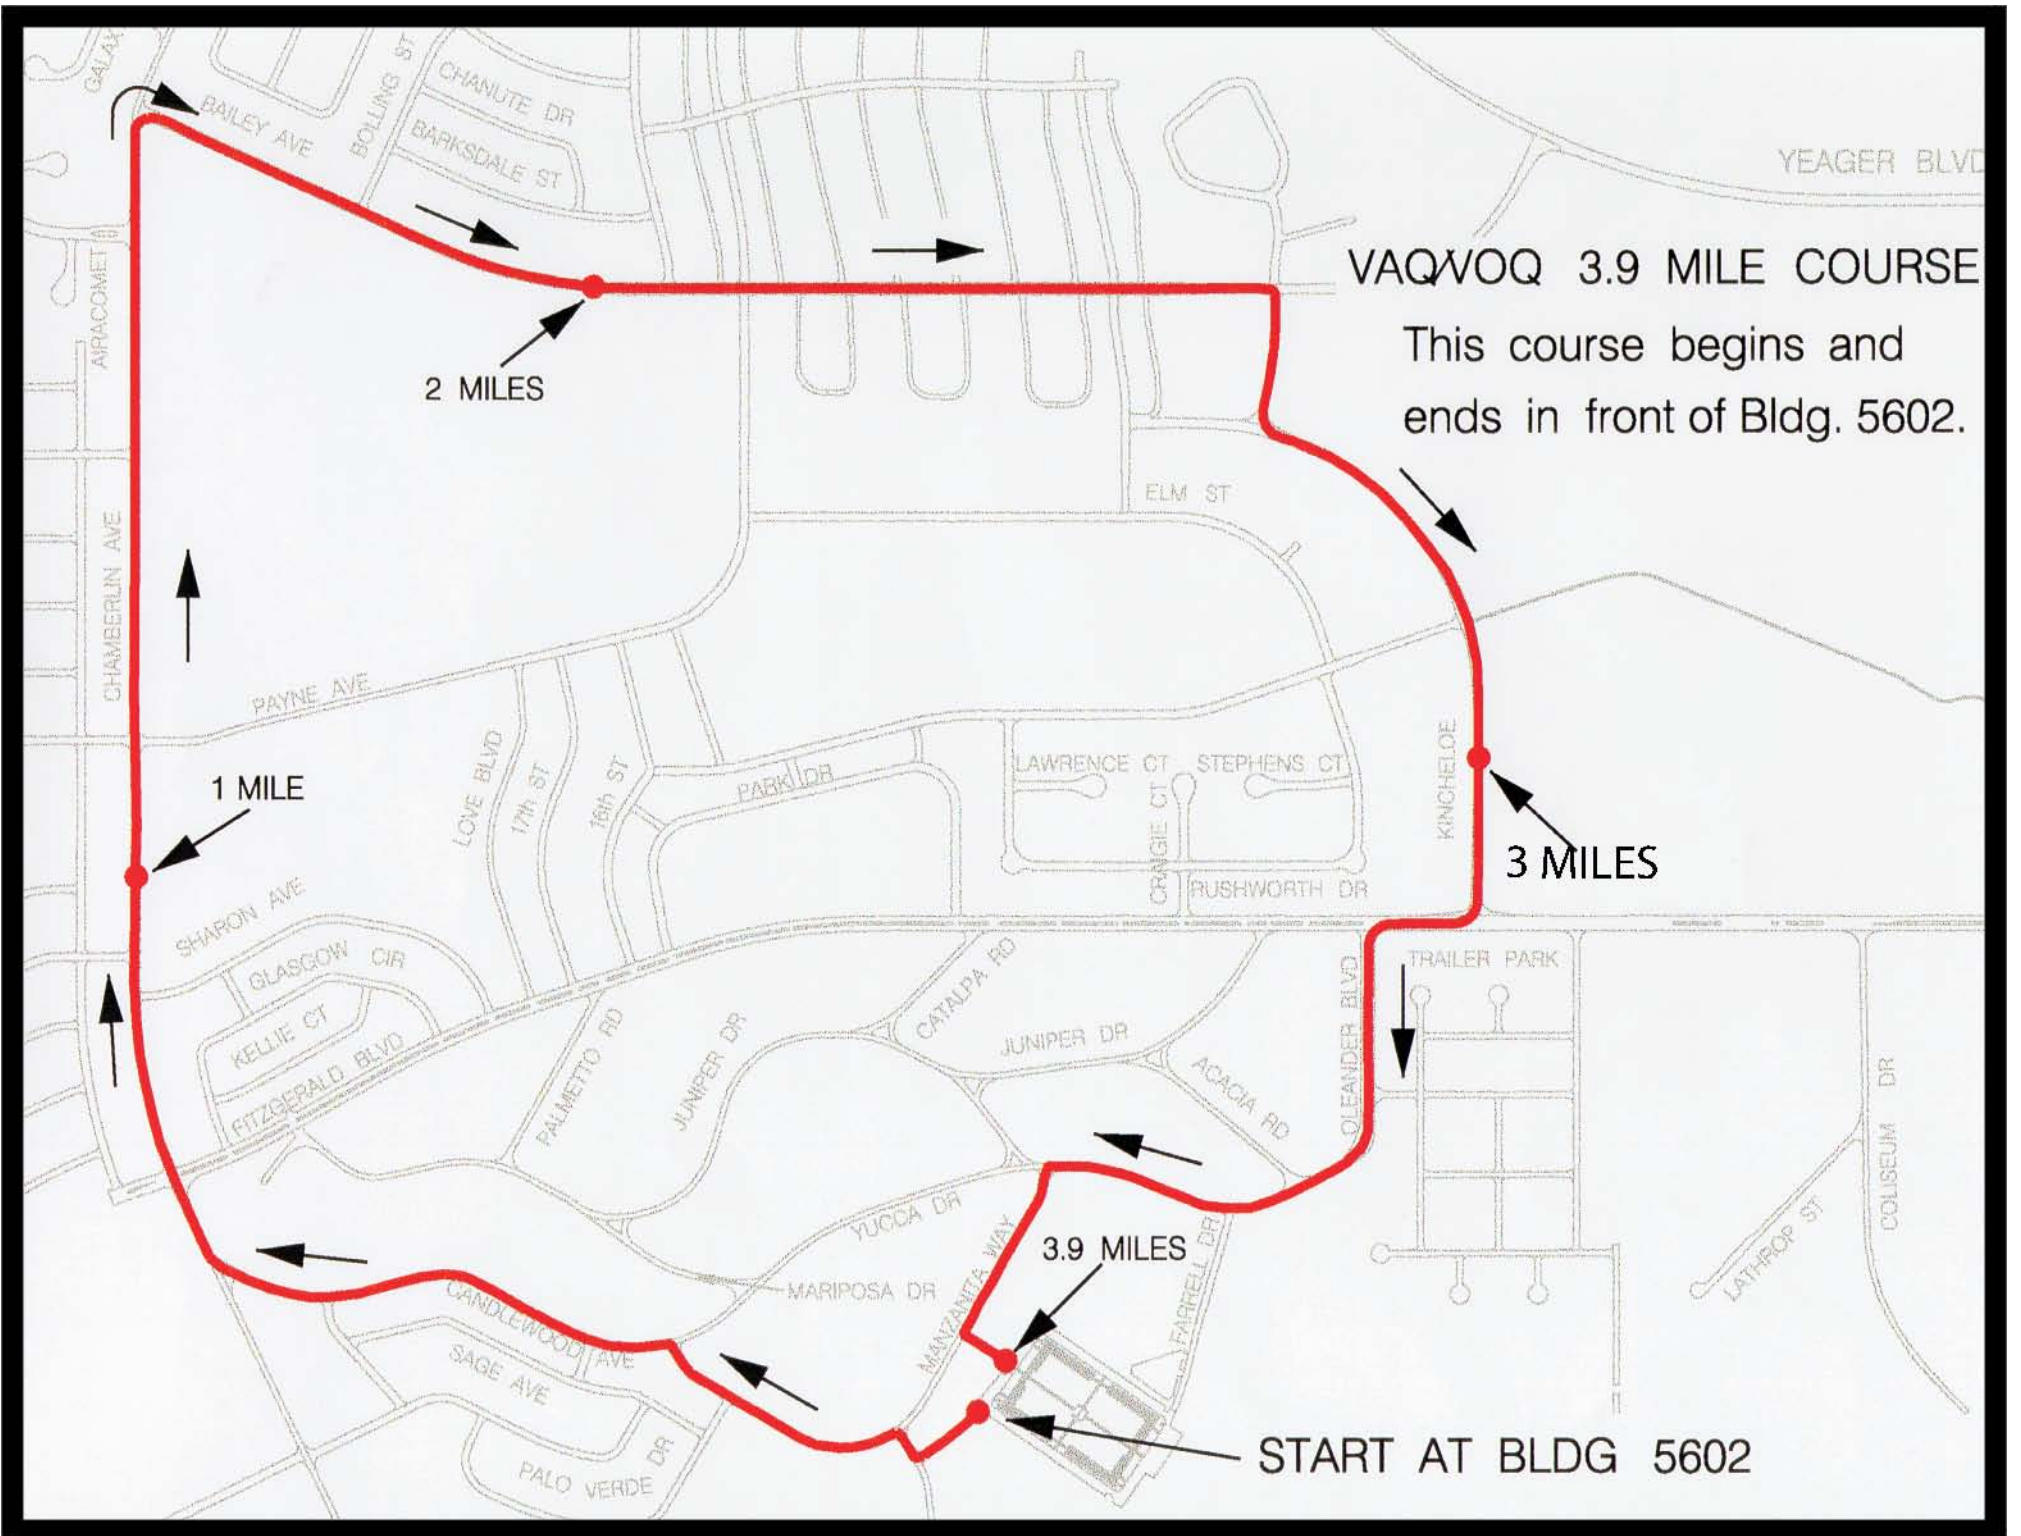 GALAX
BAILEY AVE
BOLLING ST
CHANUTE DR
BARKSDALE ST
YEAGER BLVD
VAQ/VOQ 3.9 MILE COURSE
This course begins and
ends in front of Bldg. 5602.
AIRACOMET
2 MILES
ELM ST
CHAMBERLIN AVE
PAYNE AVE
1 MILE
LOVE BLVD
17th ST
16th ST
PARK DR
LAWRENCE CT
STEPHENS CT
CRAIGIE CT
RUSHWORTH DR
KINCHELOE
3 MILES
SHARON AVE
GLASGOW CIR
KELLIE CT
FITZGERALD BLVD
PALMETTO RD
JUNIPER DR
CATALPA RD
JUNIPER DR
ACACIA RD
OLEANDER BLVD
TRAILER PARK
COLISEUM DR
LATHROP ST
YUCCA DR
MARIPOSA DR
MANZANITA WAY
3.9 MILES
FARRELL DR
CANDLEWOOD AVE
SAGE AVE
PALO VERDE DR
START AT BLDG 5602